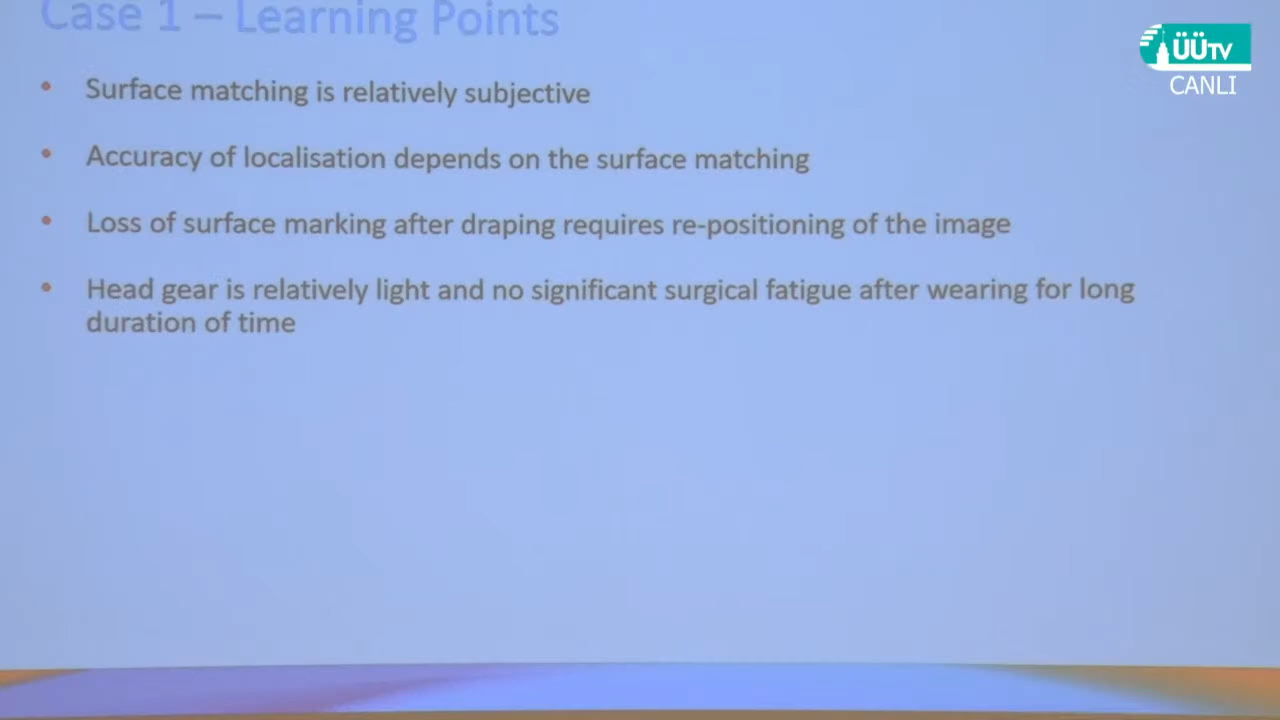 Case 1 – Learning Points
ÜÜTV
CANLI
• Surface matching is relatively subjective
• Accuracy of localisation depends on the surface matching
• Loss of surface marking after draping requires re-positioning of the image
• Head gear is relatively light and no significant surgical fatigue after wearing for long
duration of time